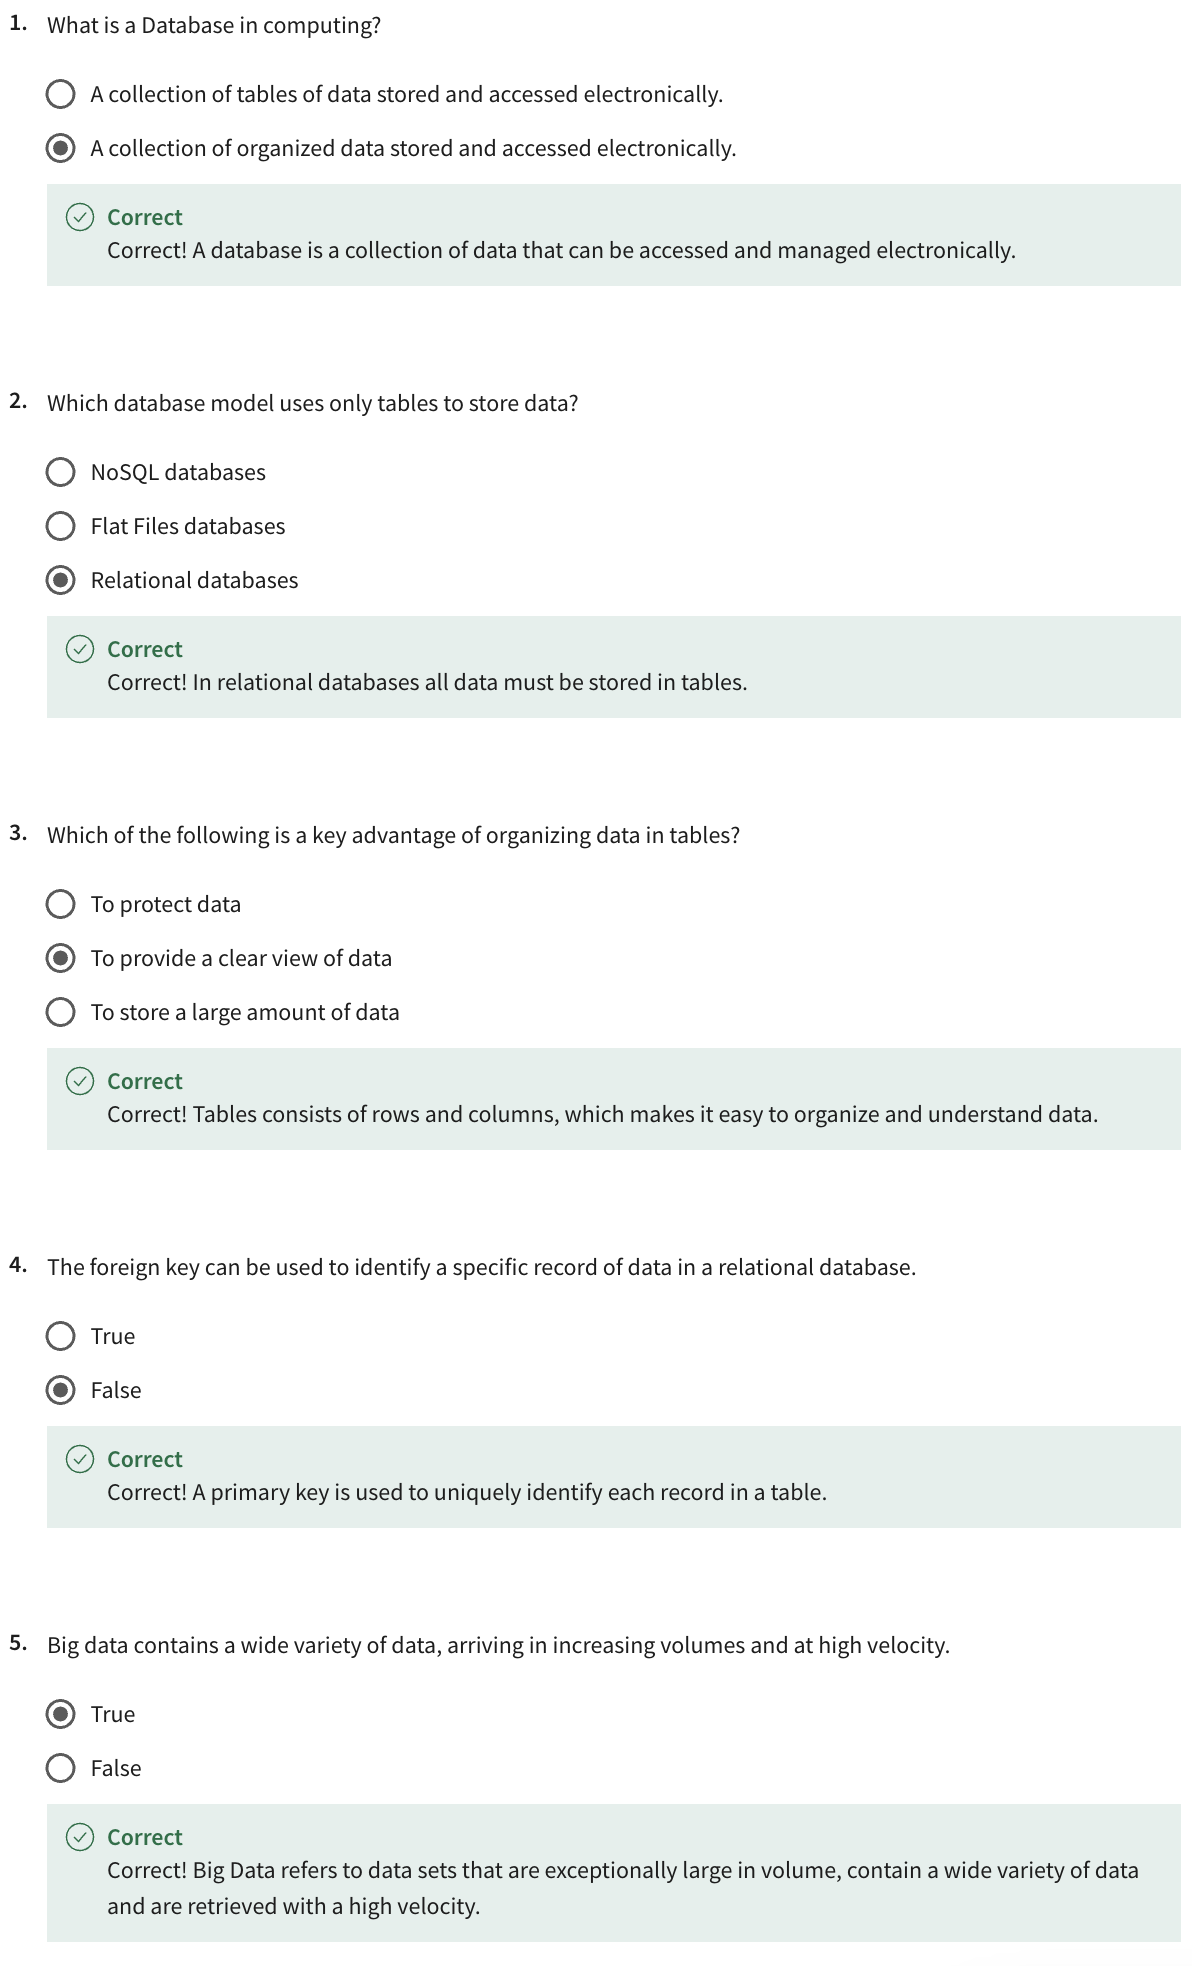 1. What is a Database in computing?
A collection of tables of data stored and accessed electronically.
A collection of organized data stored and accessed electronically.
Correct
Correct! A database is a collection of data that can be accessed and managed electronically.
2. Which database model uses only tables to store data?
NoSQL databases
Flat Files databases
Relational databases
Correct
Correct! In relational databases all data must be stored in tables.
3. Which of the following is a key advantage of organizing data in tables?
To protect data
To provide a clear view of data
To store a large amount of data
Correct
Correct! Tables consists of rows and columns, which makes it easy to organize and understand data.
4. The foreign key can be used to identify a specific record of data in a relational database.
True
False
Correct
Correct! A primary key is used to uniquely identify each record in a table.
5. Big data contains a wide variety of data, arriving in increasing volumes and at high velocity.
True
False
Correct
Correct! Big Data refers to data sets that are exceptionally large in volume, contain a wide variety of data
and are retrieved with a high velocity.